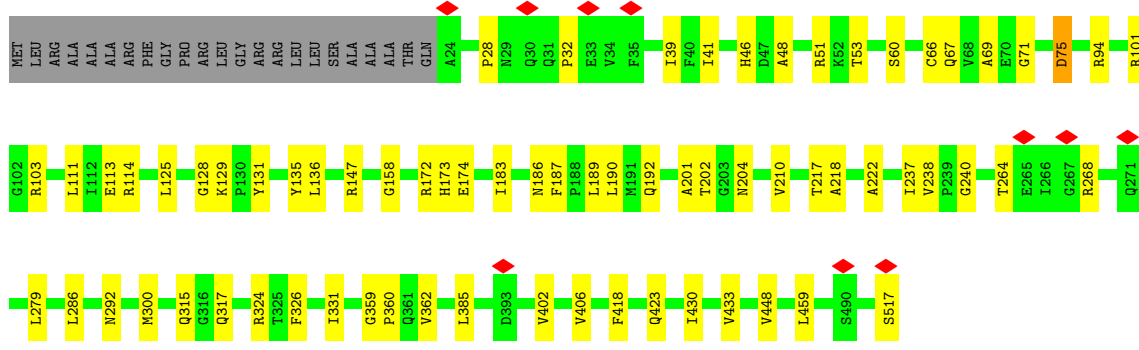 MET LEU ARG ALA ALA ALA ALA ARG PHE GLY PRO ARG LEU GLY ARG ARG LEU LEU SER ALA ALA ALA THR GLN A24 P28 N29 Q30 Q31 P32 E33 V34 F35 I39 F40 I41 H46 D47 A48 R51 K52 T53 S60 C66 Q67 V68 A69 E70 G71 D75 R94 R101
G102 R103 L111 I112 E113 R114 L125 G128 K129 P130 Y131 Y135 L136 R147 G158 R172 H173 E174 I183 N186 F187 P188 L189 L190 M191 Q192 A201 T202 G203 N204 V210 T217 A218 A222 I237 V238 P239 G240 T264 E265 I266 G267 R268 Q271
L279 L286 N292 M300 Q315 G316 Q317 R324 T325 F326 I331 G359 P360 Q361 V362 L385 D393 V402 V406 F418 Q423 I430 V433 V448 L459 S490 S517